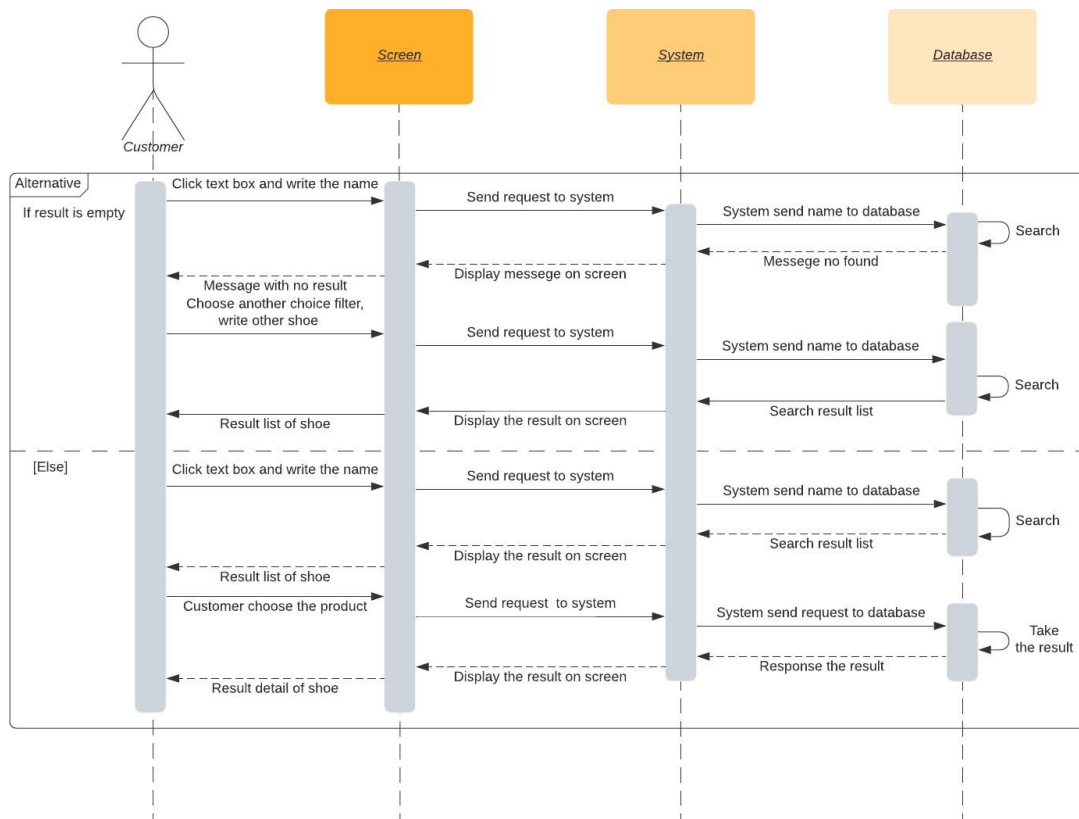 Screen
System
Database
Customer
Alternative
If result is empty
Click text box and write the name
Send request to system
System send name to database
Search
Messege no found
Display messege on screen
Message with no result
Choose another choice filter,
write other shoe
Send request to system
System send name to database
Search
Search result list
Display the result on screen
Result list of shoe
[Else]
Click text box and write the name
Send request to system
System send name to database
Search
Search result list
Display the result on screen
Result list of shoe
Customer choose the product
Send request to system
System send request to database
Take
the result
Response the result
Display the result on screen
Result detail of shoe